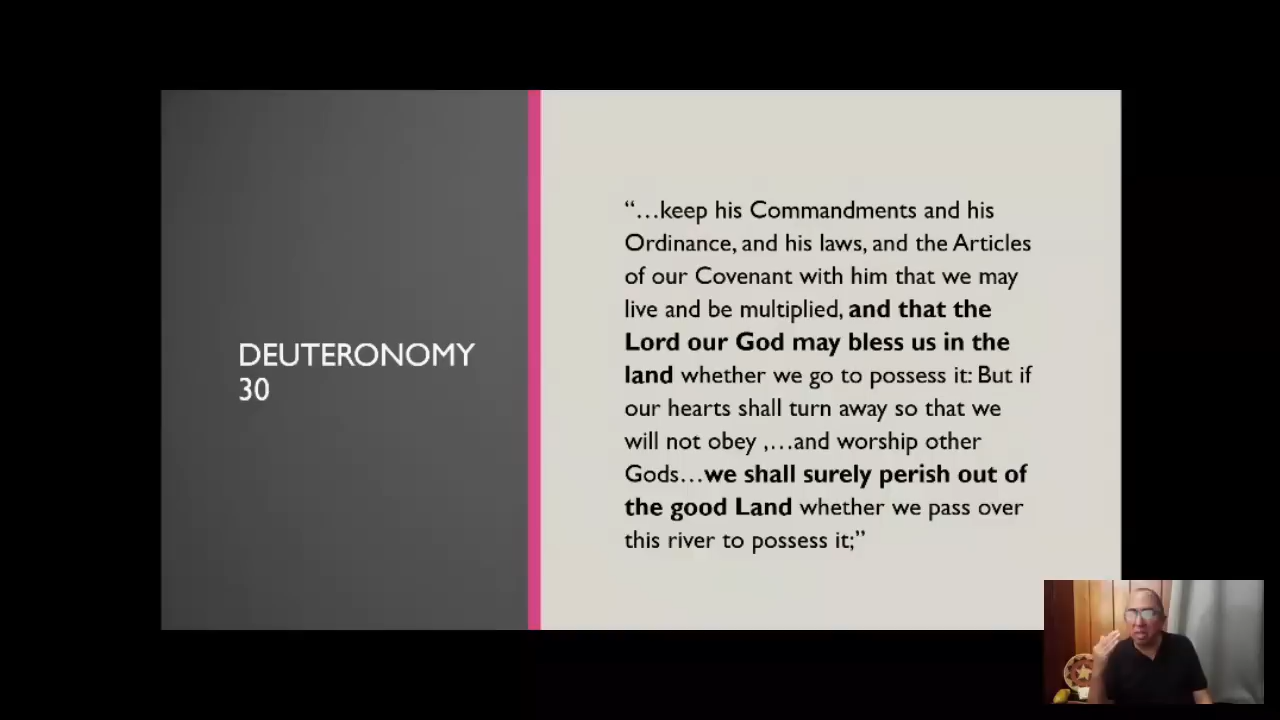 DEUTERONOMY
30
“…keep his Commandments and his
Ordinance, and his laws, and the Articles
of our Covenant with him that we may
live and be multiplied, and that the
Lord our God may bless us in the
land whether we go to possess it: But if
our hearts shall turn away so that we
will not obey ,…and worship other
Gods…we shall surely perish out of
the good Land whether we pass over
this river to possess it;”